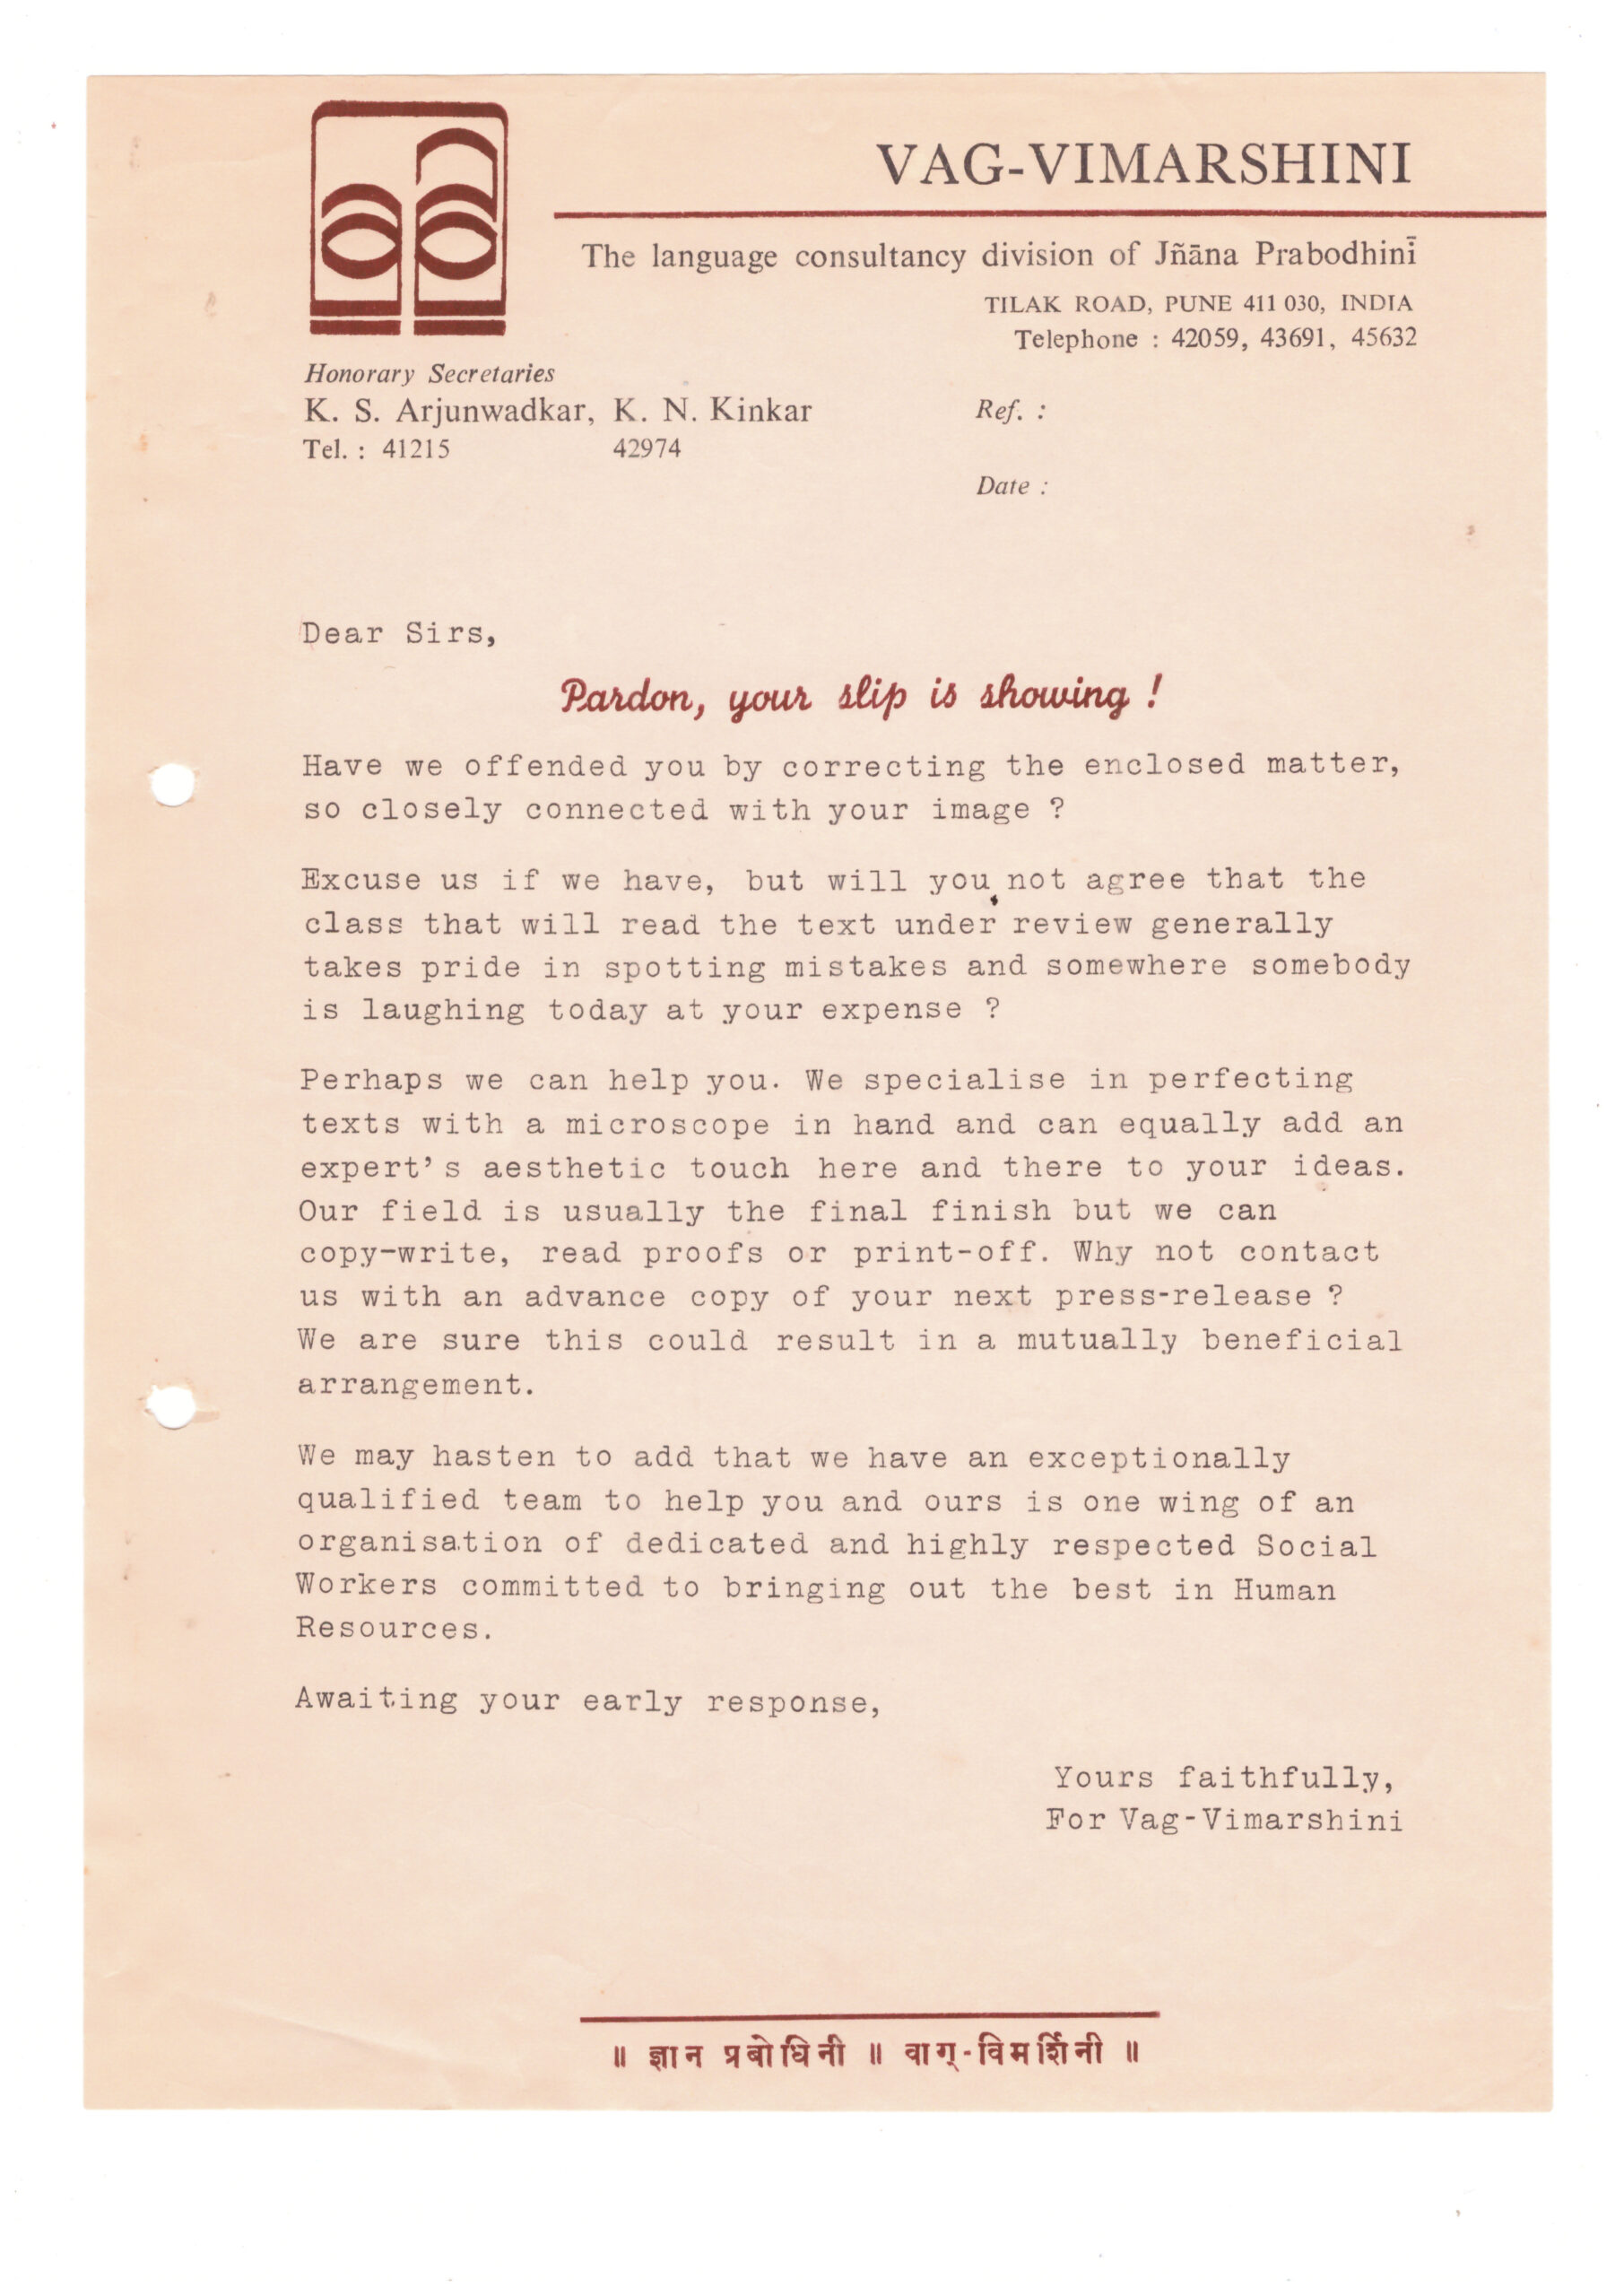 VAG-VIMARSHINI
The language consultancy division of Jñāna Prabodhinī
TILAK ROAD, PUNE 411 030, INDIA
Telephone : 42059, 43691, 45632
Honorary Secretaries
K. S. Arjunwadkar, K. N. Kinkar
Tel. : 41215 42974
Ref. :
Date :
Dear Sirs,
Pardon, your slip is showing !
Have we offended you by correcting the enclosed matter,
so closely connected with your image ?
Excuse us if we have, but will you not agree that the
class that will read the text under review generally
takes pride in spotting mistakes and somewhere somebody
is laughing today at your expense ?
Perhaps we can help you. We specialise in perfecting
texts with a microscope in hand and can equally add an
expert's aesthetic touch here and there to your ideas.
Our field is usually the final finish but we can
copy-write, read proofs or print-off. Why not contact
us with an advance copy of your next press-release ?
We are sure this could result in a mutually beneficial
arrangement.
We may hasten to add that we have an exceptionally
qualified team to help you and ours is one wing of an
organisation of dedicated and highly respected Social
Workers committed to bringing out the best in Human
Resources.
Awaiting your early response,
Yours faithfully,
For Vag-Vimarshini
॥ ज्ञान प्रबोधिनी ॥ वाग्-विमर्शिनी ॥